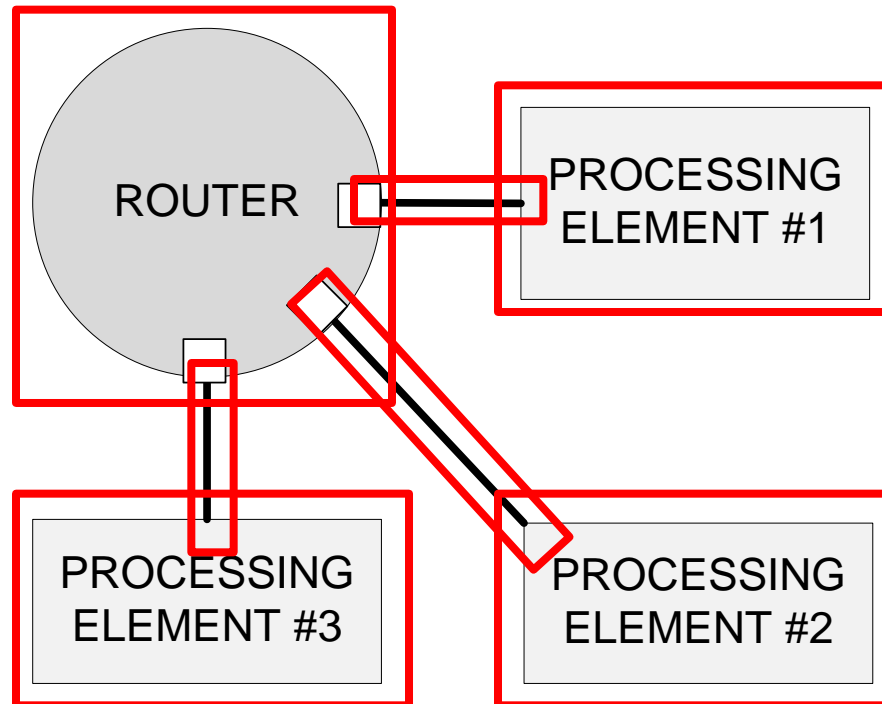 ROUTER
PROCESSING
ELEMENT #1
PROCESSING
ELEMENT #3
PROCESSING
ELEMENT #2